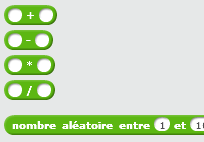 +
-
*
/
nombre aléatoire entre 1 et